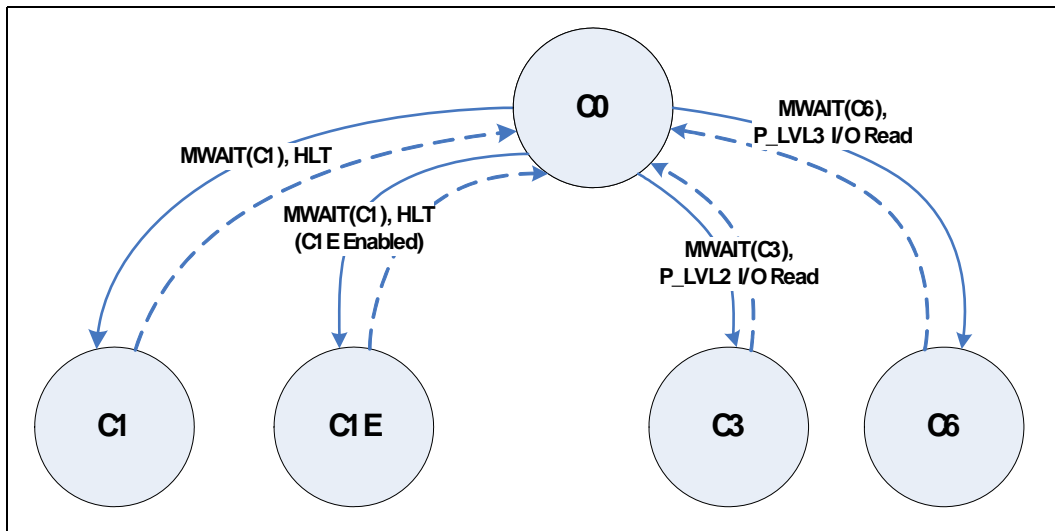 C0
MWAIT(C6),
P_LVL3 I/O Read
MWAIT(C1), HLT
MWAIT(C1), HLT
(C1E Enabled)
MWAIT(C3),
P_LVL2 I/O Read
C1
C1E
C3
C6